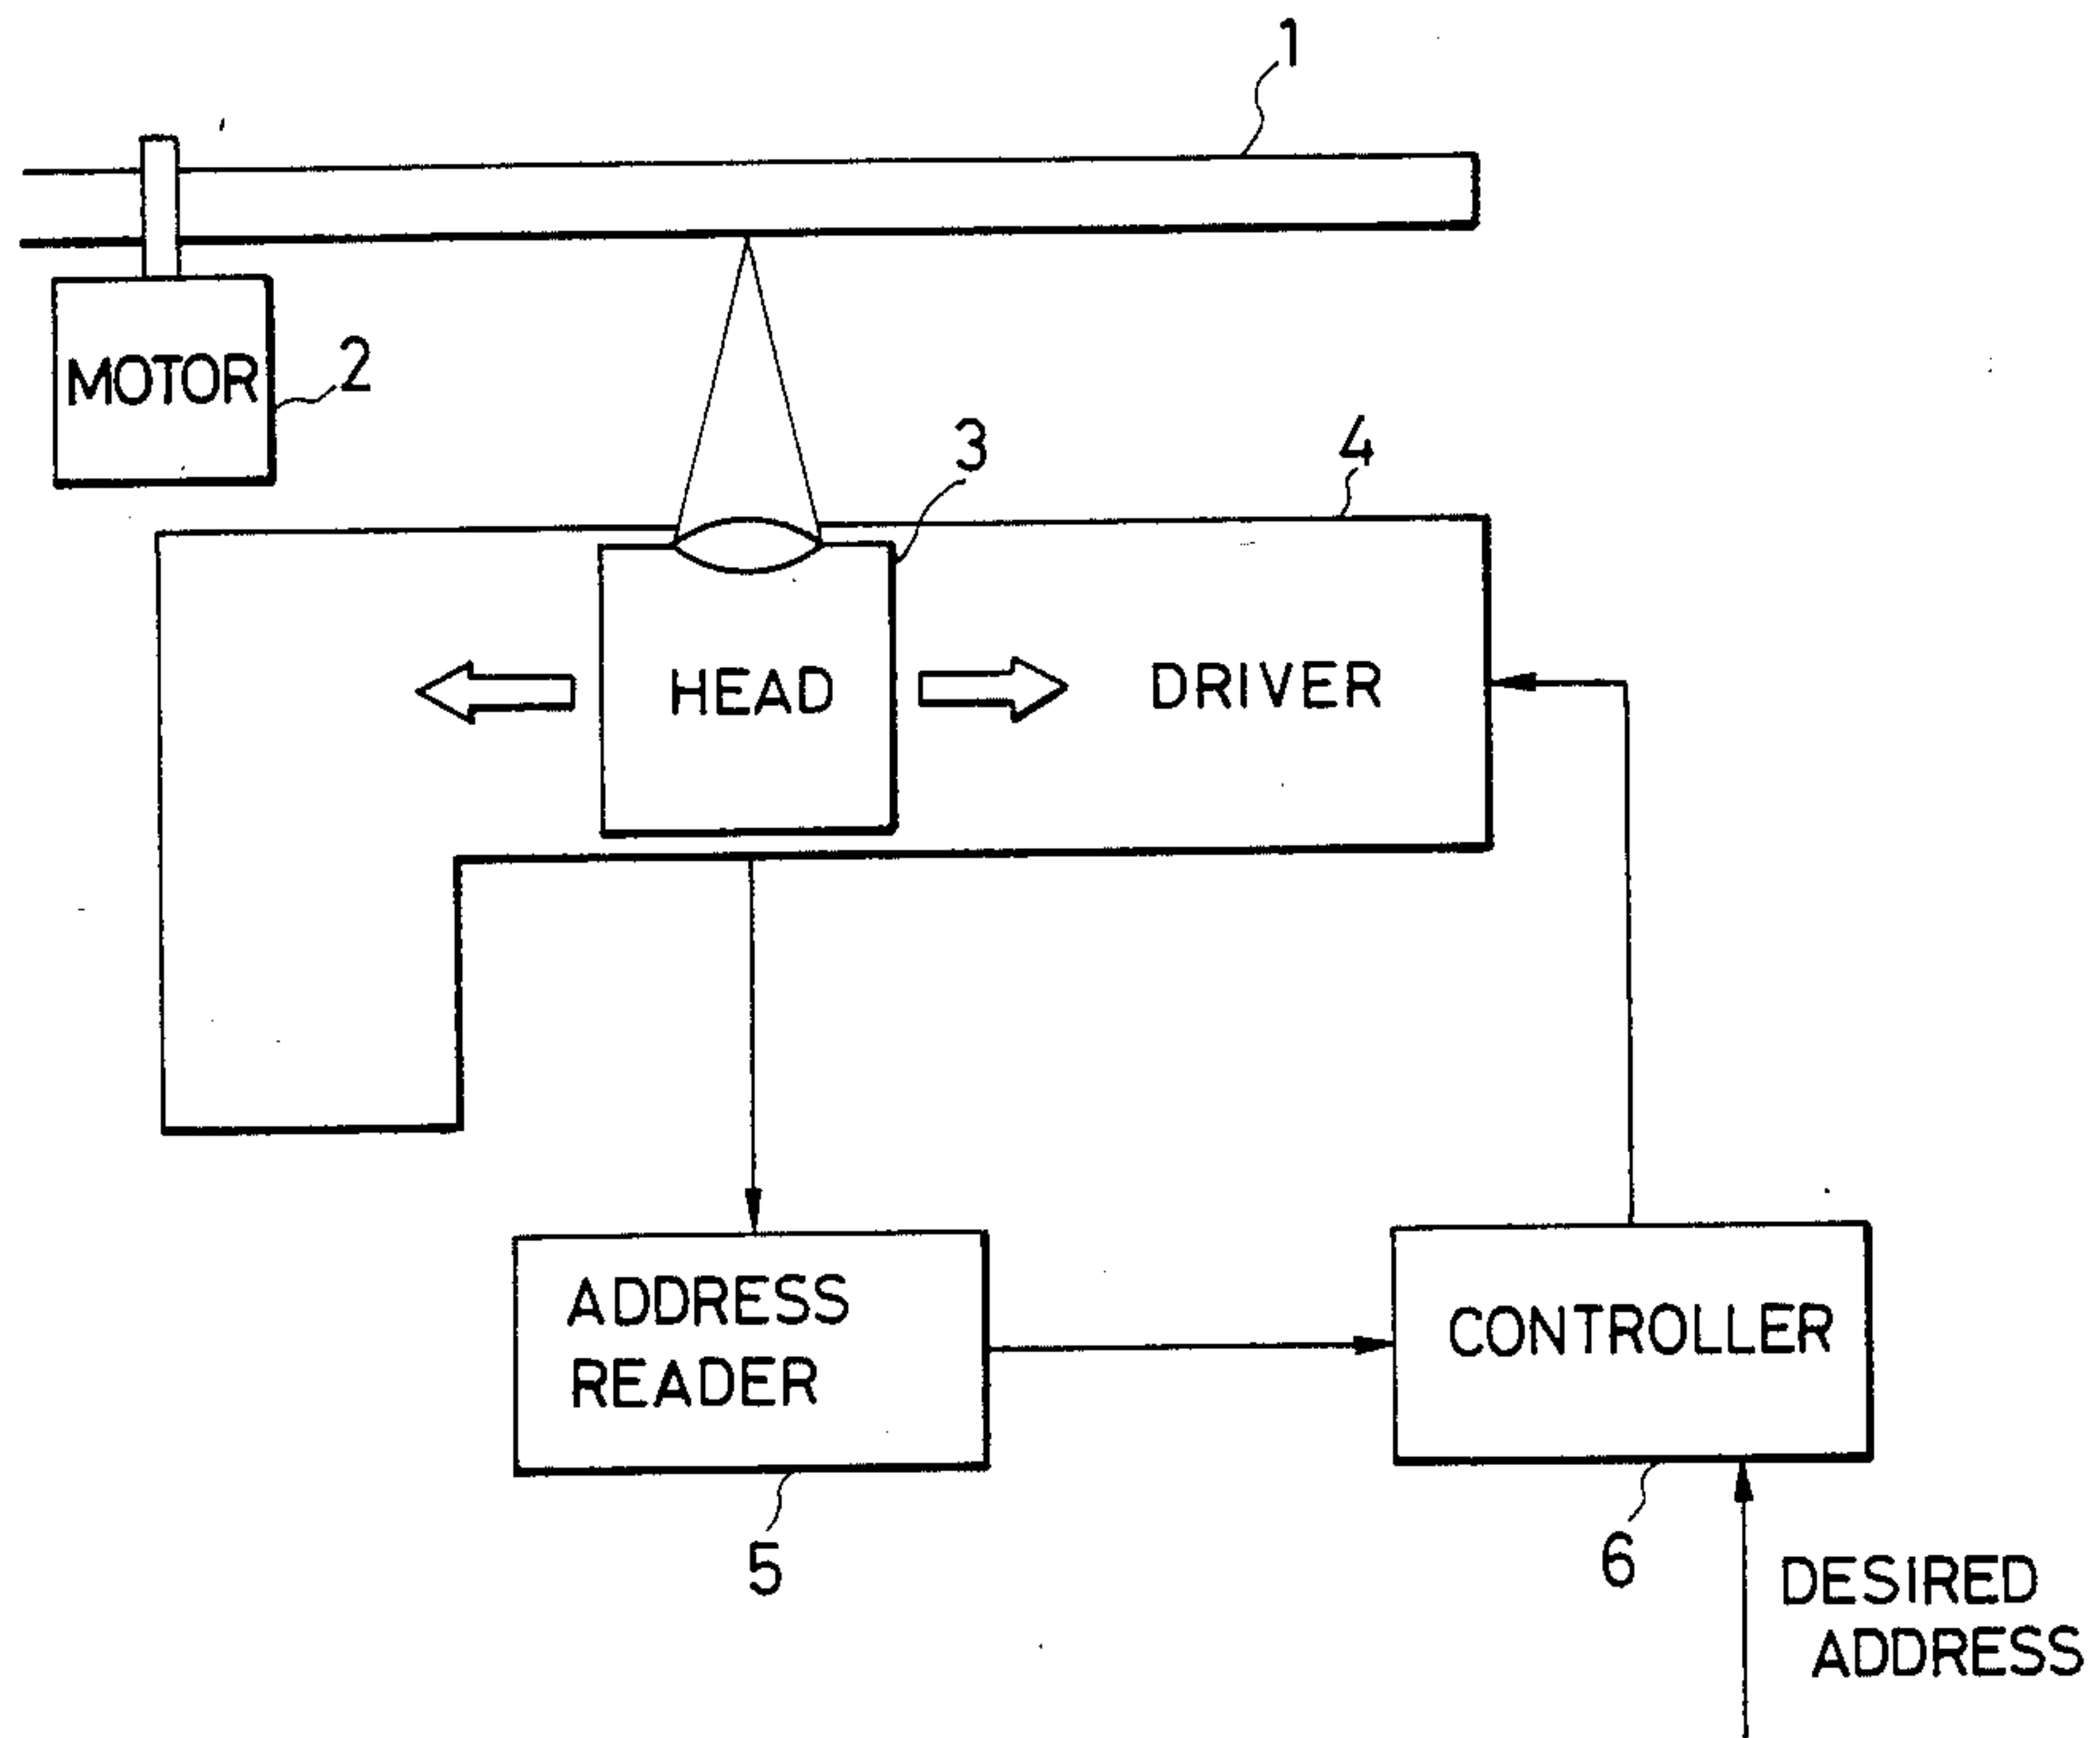 1
MOTOR
2
3
4
HEAD
DRIVER
ADDRESS
READER
CONTROLLER
5
6
DESIRED
ADDRESS